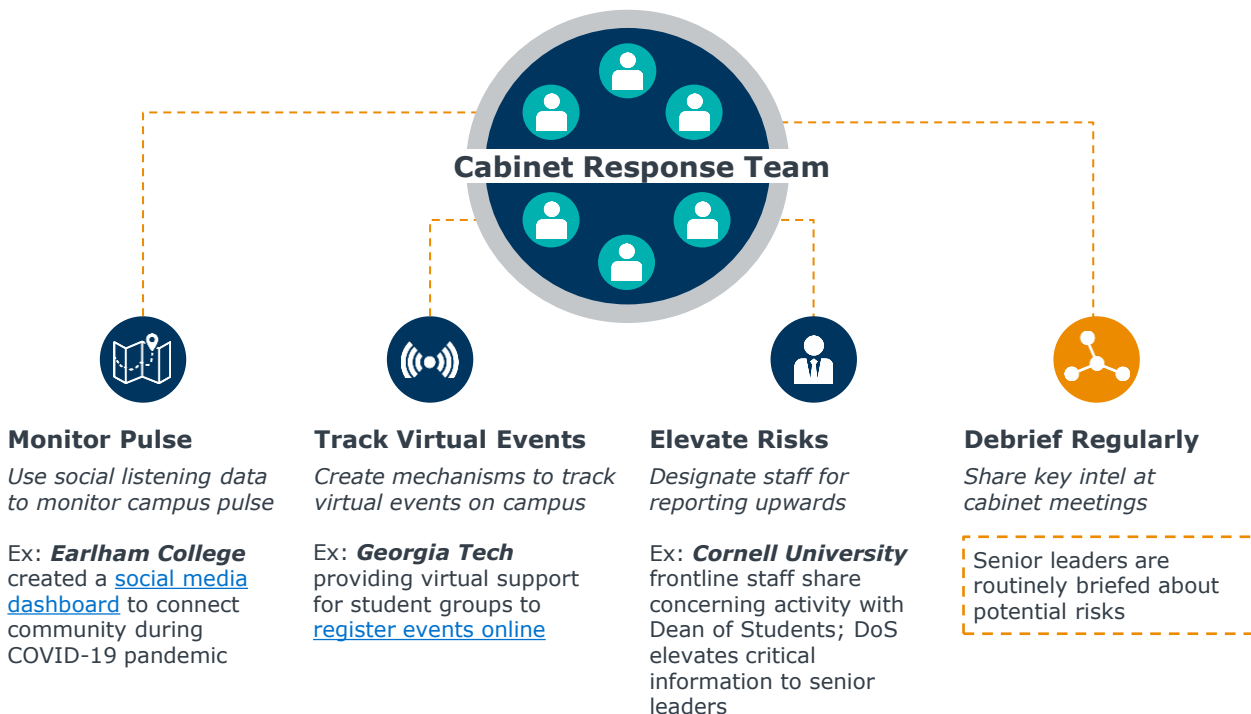 Cabinet Response Team
Monitor Pulse
Use social listening data
to monitor campus pulse
Ex: Earlham College
created a social media
dashboard to connect
community during
COVID-19 pandemic
Track Virtual Events
Create mechanisms to track
virtual events on campus
Ex: Georgia Tech
providing virtual support
for student groups to
register events online
Elevate Risks
Designate staff for
reporting upwards
Ex: Cornell University
frontline staff share
concerning activity with
Dean of Students; DoS
elevates critical
information to senior
leaders
Debrief Regularly
Share key intel at
cabinet meetings
Senior leaders are
routinely briefed about
potential risks